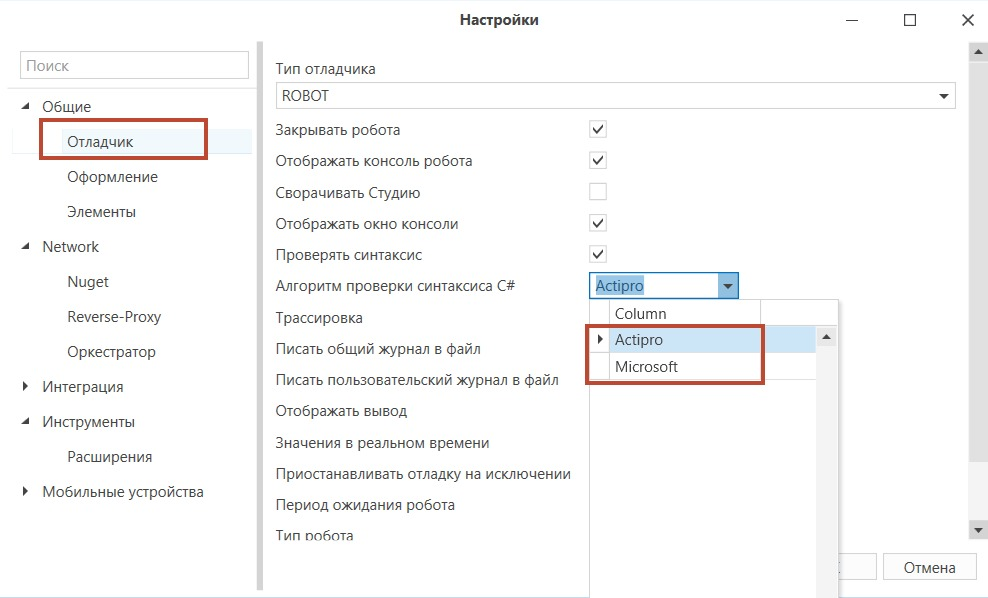 Настройки
Поиск
Общие
Отладчик
Оформление
Элементы
Network
Nuget
Reverse-Proxy
Оркестратор
Интеграция
Инструменты
Расширения
Мобильные устройства
Тип отладчика
ROBOT
Закрывать робота
Отображать консоль робота
Сворачивать Студию
Отображать окно консоли
Проверять синтаксис
Алгоритм проверки синтаксиса C#
Actipro
Column
Actipro
Microsoft
Трассировка
Писать общий журнал в файл
Писать пользовательский журнал в файл
Отображать вывод
Значения в реальном времени
Приостанавливать отладку на исключении
Период ожидания робота
Тип робота
Отмена